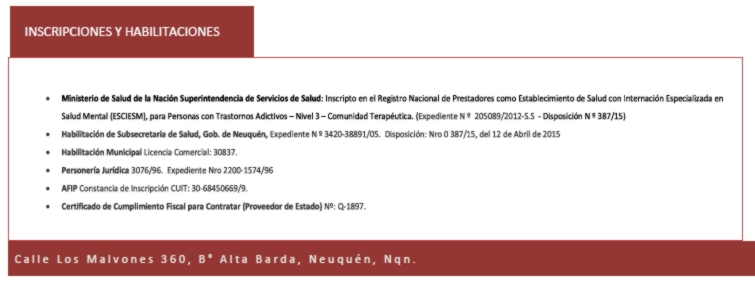 INSCRIPCIONES Y HABILITACIONES
• Ministerio de Salud de la Nación Superintendencia de Servicios de Salud: Inscripto en el Registro Nacional de Prestadores como Establecimiento de Salud con Internación Especializada en
Salud Mental (ESCIESM), para Personas con Trastornos Adictivos – Nivel 3 – Comunidad Terapéutica. (Expediente N º 205089/2012-S.S - Disposición N º 387/15)
• Habilitación de Subsecretaria de Salud, Gob. de Neuquén, Expediente N º 3420-38891/05. Disposición: Nro 0 387/15, del 12 de Abril de 2015
• Habilitación Municipal Licencia Comercial: 30837.
• Personería Jurídica 3076/96. Expediente Nro 2200-1574/96
• AFIP Constancia de Inscripción CUIT: 30-68450669/9.
• Certificado de Cumplimiento Fiscal para Contratar (Proveedor de Estado) Nº: Q-1897.
Calle Los Malvones 360, B° Alta Barda, Neuquén, Nqn.